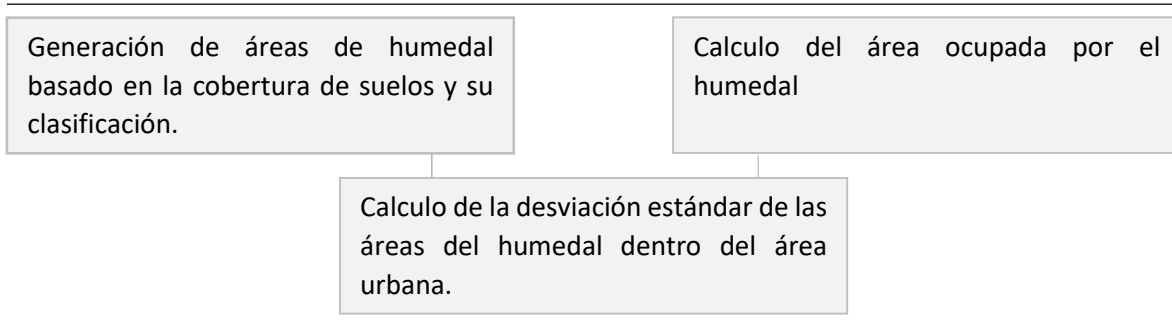 Generación de áreas de humedal
basado en la cobertura de suelos y su
clasificación.
Calculo del área ocupada por el
humedal
Calculo de la desviación estándar de las
áreas del humedal dentro del área
urbana.